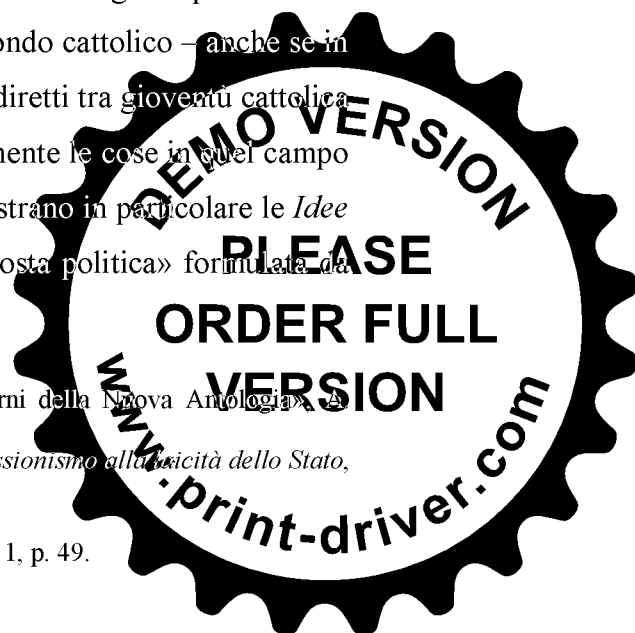 ondo cattolico – anche se in
diretti tra gioventù cattolica
mente le cose in quel campo
strano in particolare le Idee
osta politica» formulata da
rni della Nuova Antologia», A.
ssionismo alla laicità dello Stato,
1, p. 49.
DEMO VERSION
PLEASE
ORDER FULL
VERSION
www.print-driver.com